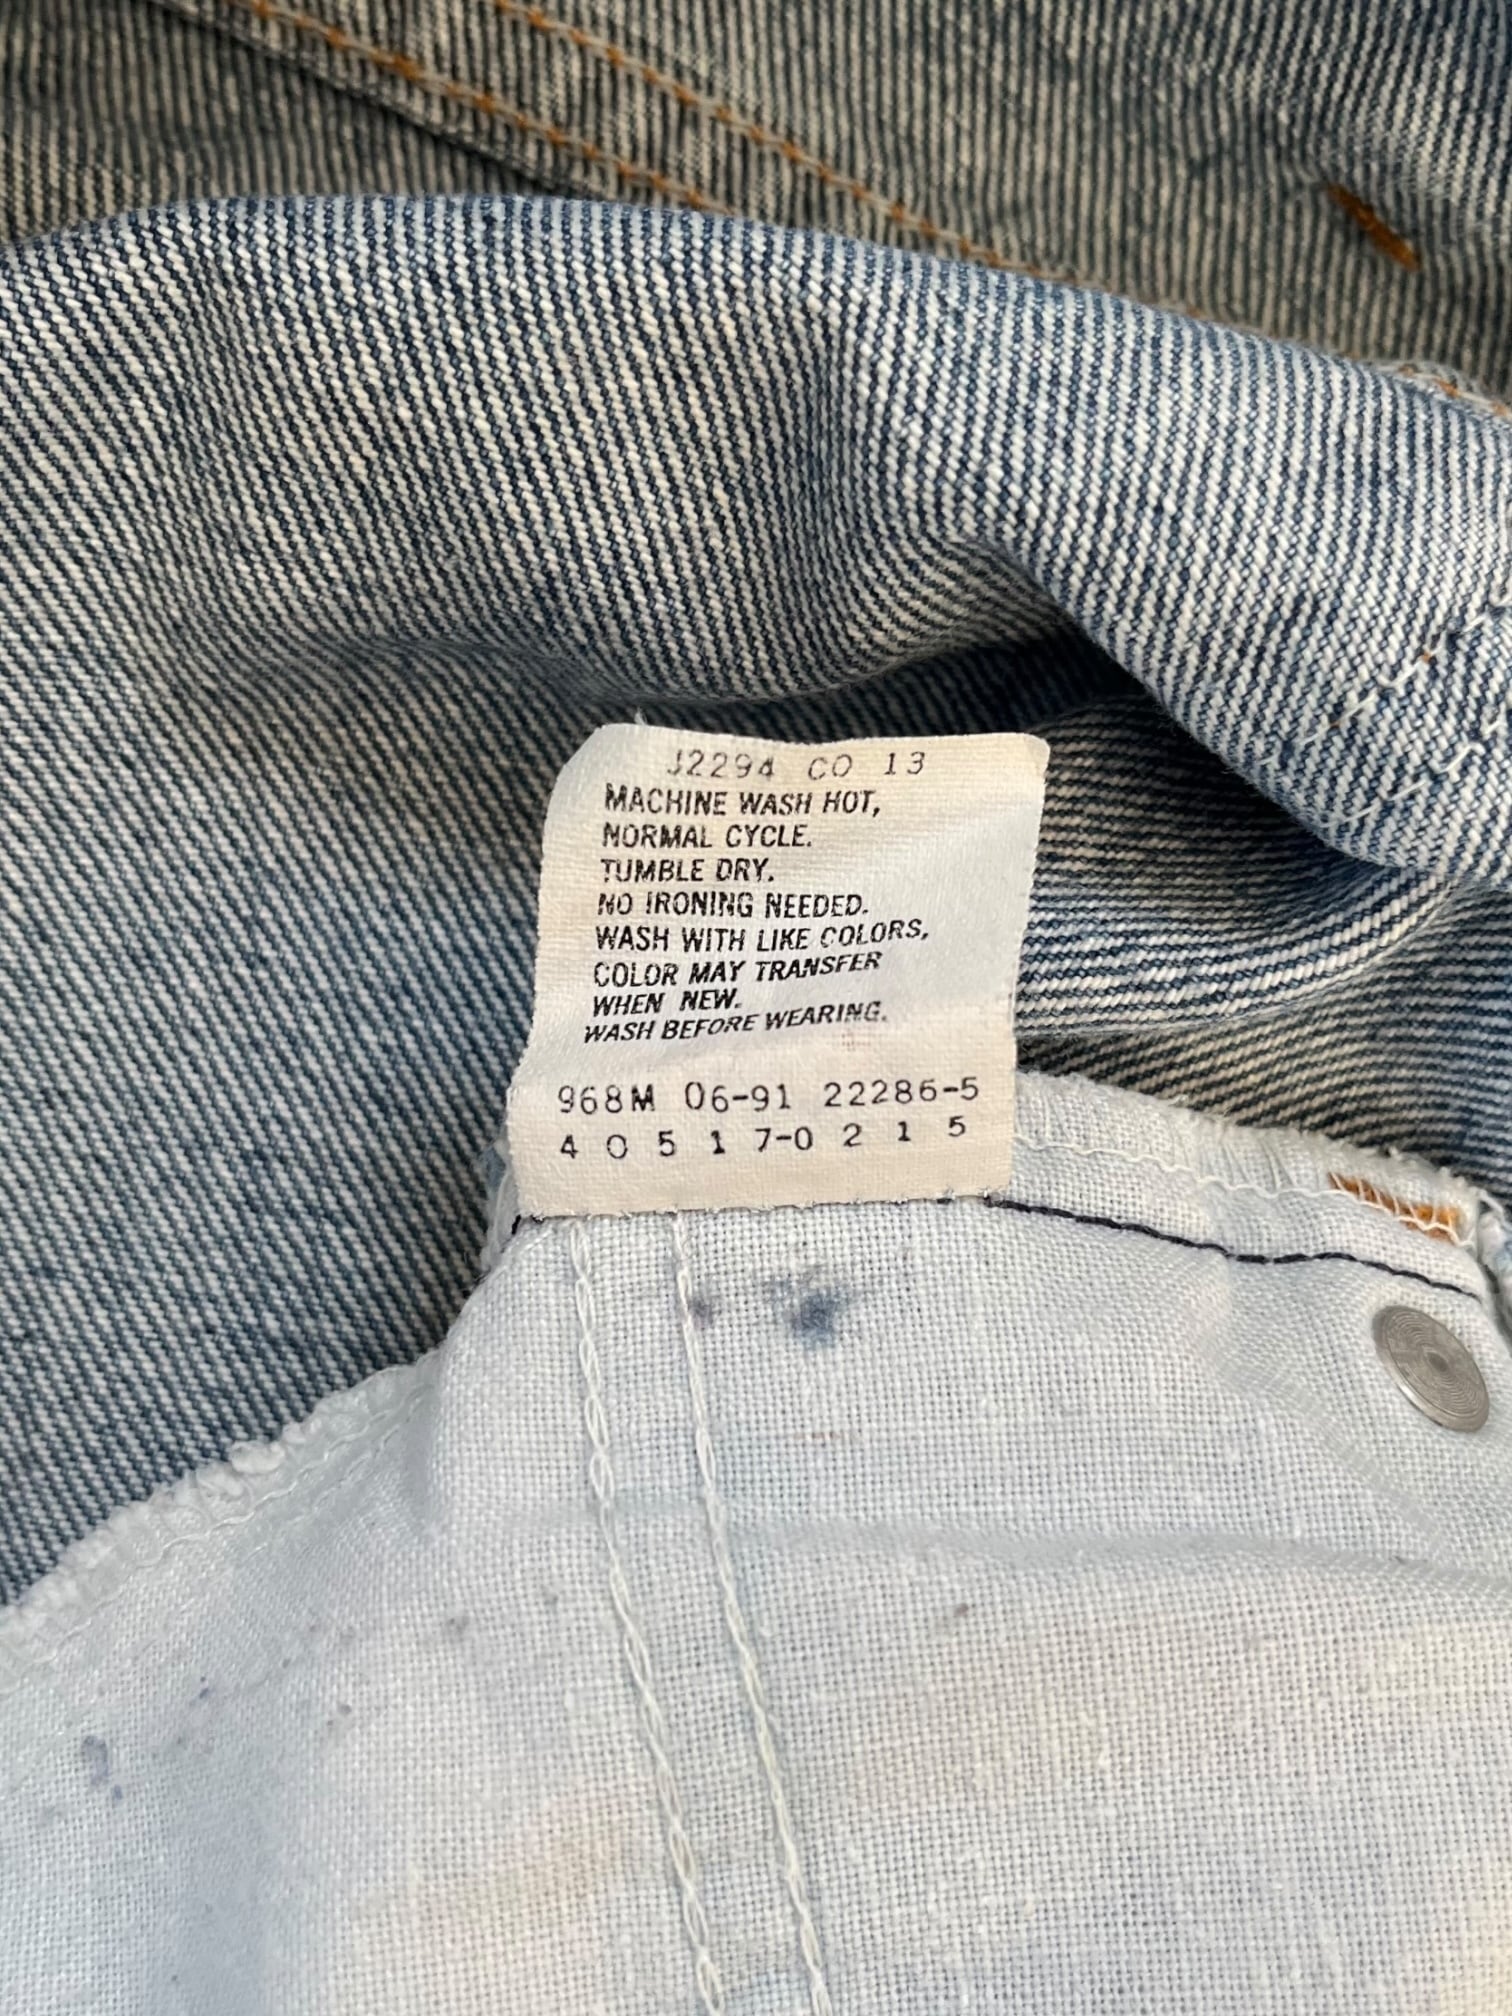 J2294 CO 13
MACHINE WASH HOT,
NORMAL CYCLE.
TUMBLE DRY.
NO IRONING NEEDED.
WASH WITH LIKE COLORS,
COLOR MAY TRANSFER
WHEN NEW.
WASH BEFORE WEARING.
968M 06-91 22286-5
4 0 5 1 7-0 2 1 5